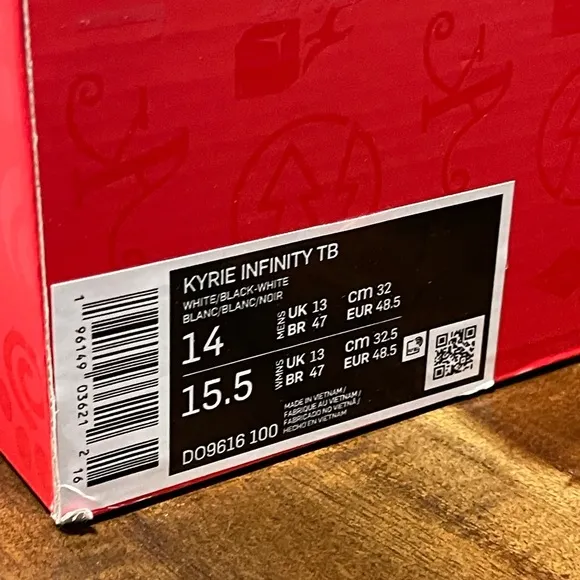 KYRIE INFINITY TB
WHITE/BLACK-WHITE
BLANC/BLANC/NOIR
14 MENS UK 13 cm 32
BR 47 EUR 48.5
15.5 WMNS UK 13 cm 32.5
BR 47 EUR 48.5
MADE IN VIETNAM /
FABRIQUE AU VIETNAM /
FABRICADO NO VIETNÃ /
HECHO EN VIETNAM
DO9616 100
1 96149 03621 2 16